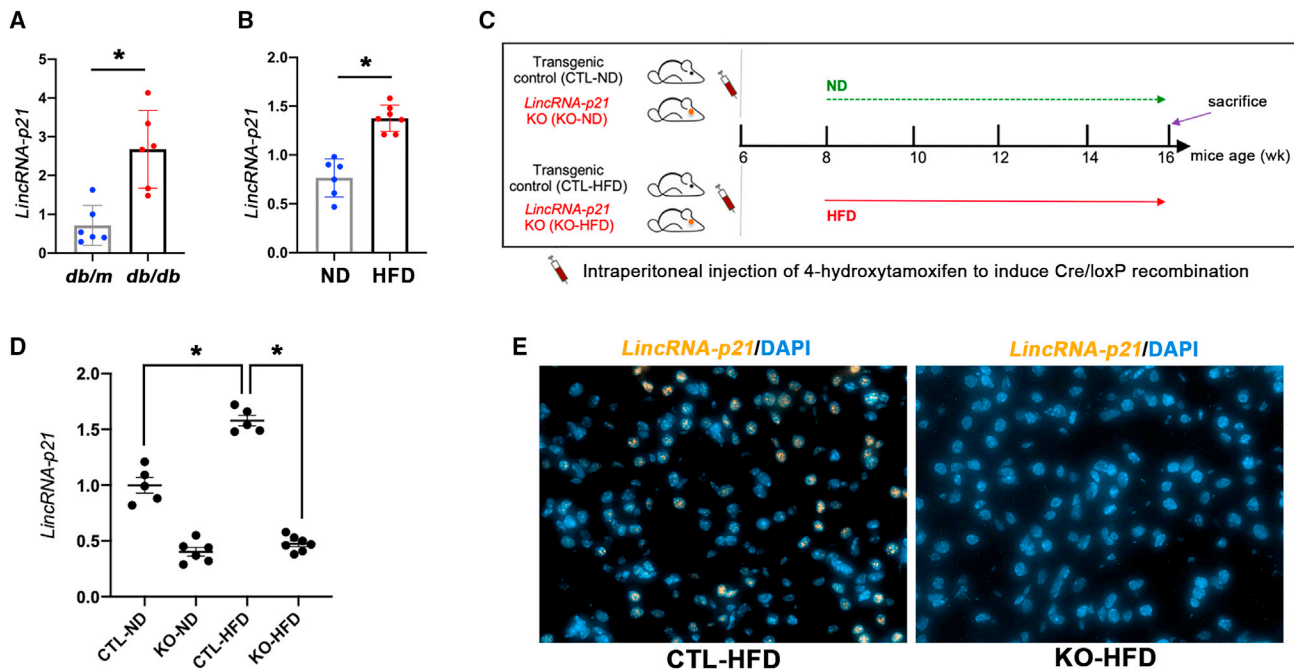 A
*
LincRNA-p21
5
4
3
2
1
0
db/m db/db
B
*
LincRNA-p21
2.0
1.5
1.0
0.5
0.0
ND HFD
C
Transgenic
control (CTL-ND)
LincRNA-p21
KO (KO-ND)
Transgenic
control (CTL-HFD)
LincRNA-p21
KO (KO-HFD)
ND
sacrifice
6 8 10 12 14 16 mice age (wk)
HFD
Intraperitoneal injection of 4-hydroxytamoxifen to induce Cre/loxP recombination
D
* *
LincRNA-p21
2.0
1.5
1.0
0.5
0.0
CTL-ND
KO-ND
CTL-HFD
KO-HFD
E
LincRNA-p21/DAPI
LincRNA-p21/DAPI
CTL-HFD
KO-HFD